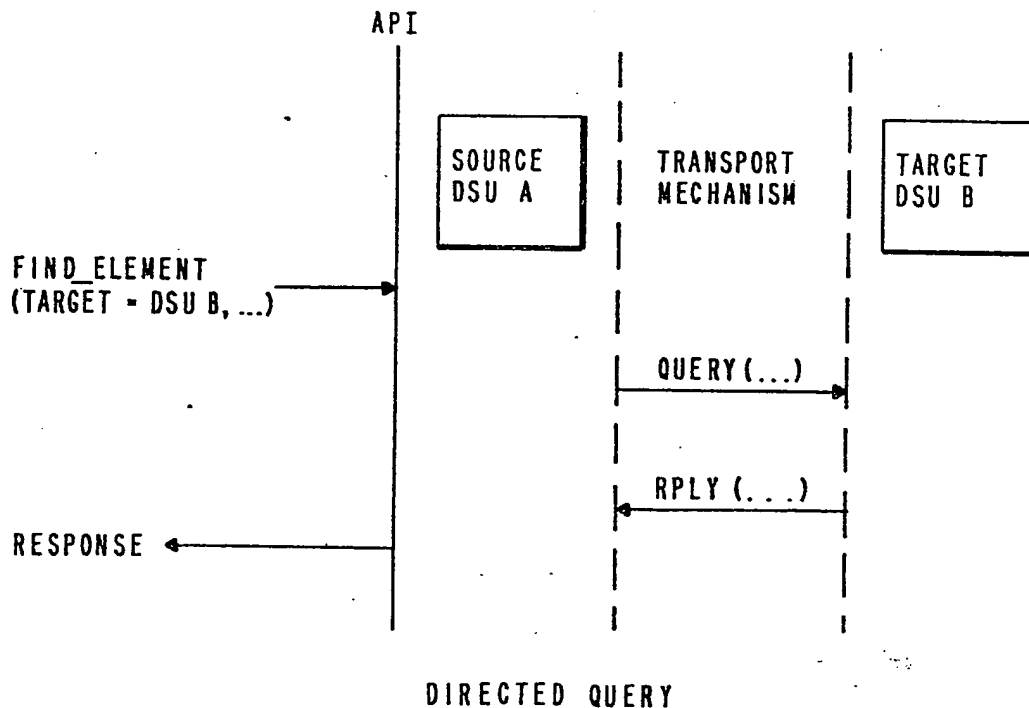 API
SOURCE
DSU A
TRANSPORT
MECHANISM
TARGET
DSU B
FIND_ELEMENT
(TARGET = DSU B, ...)
QUERY (...)
RPLY (...)
RESPONSE
DIRECTED QUERY